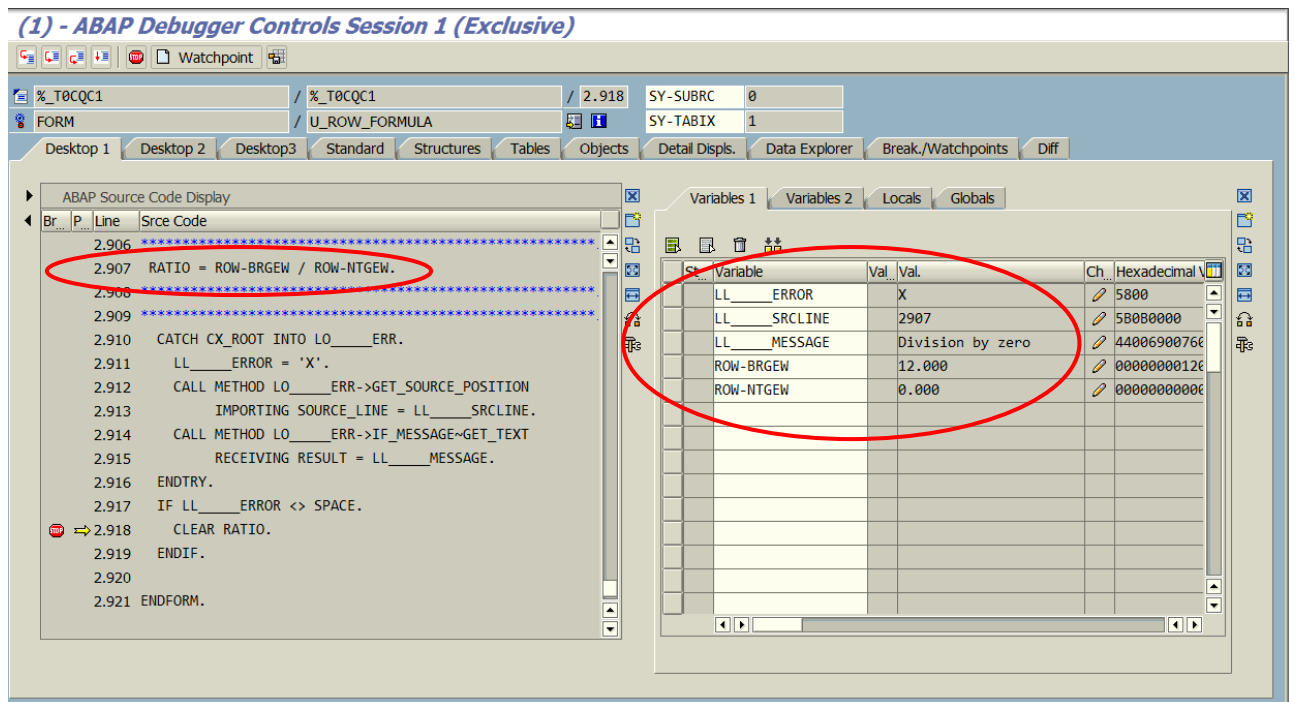 (1) - ABAP Debugger Controls Session 1 (Exclusive)
STOP Watchpoint
%_T0CQC1 / %_T0CQC1 / 2.918 SY-SUBRC 0
FORM / U_ROW_FORMULA SY-TABIX 1
Desktop 1 Desktop 2 Desktop3 Standard Structures Tables Objects Detail Displs. Data Explorer Break./Watchpoints Diff
ABAP Source Code Display
Br... P... Line Srce Code
2.906 *******************************************************.
2.907 RATIO = ROW-BRGEW / ROW-NTGEW.
2.908 *******************************************************.
2.909 *******************************************************.
2.910 CATCH CX_ROOT INTO LO_____ERR.
2.911 LL_____ERROR = 'X'.
2.912 CALL METHOD LO_____ERR->GET_SOURCE_POSITION
2.913 IMPORTING SOURCE_LINE = LL_____SRCLINE.
2.914 CALL METHOD LO_____ERR->IF_MESSAGE~GET_TEXT
2.915 RECEIVING RESULT = LL_____MESSAGE.
2.916 ENDTRY.
2.917 IF LL_____ERROR <> SPACE.
STOP 2.918 CLEAR RATIO.
2.919 ENDIF.
2.920
2.921 ENDFORM.
Variables 1 Variables 2 Locals Globals
St... Variable Val... Val. Ch... Hexadecimal V
LL_____ERROR X 5800
LL_____SRCLINE 2907 5B0B0000
LL_____MESSAGE Division by zero 44006900760
ROW-BRGEW 12.000 0000000012
ROW-NTGEW 0.000 0000000000